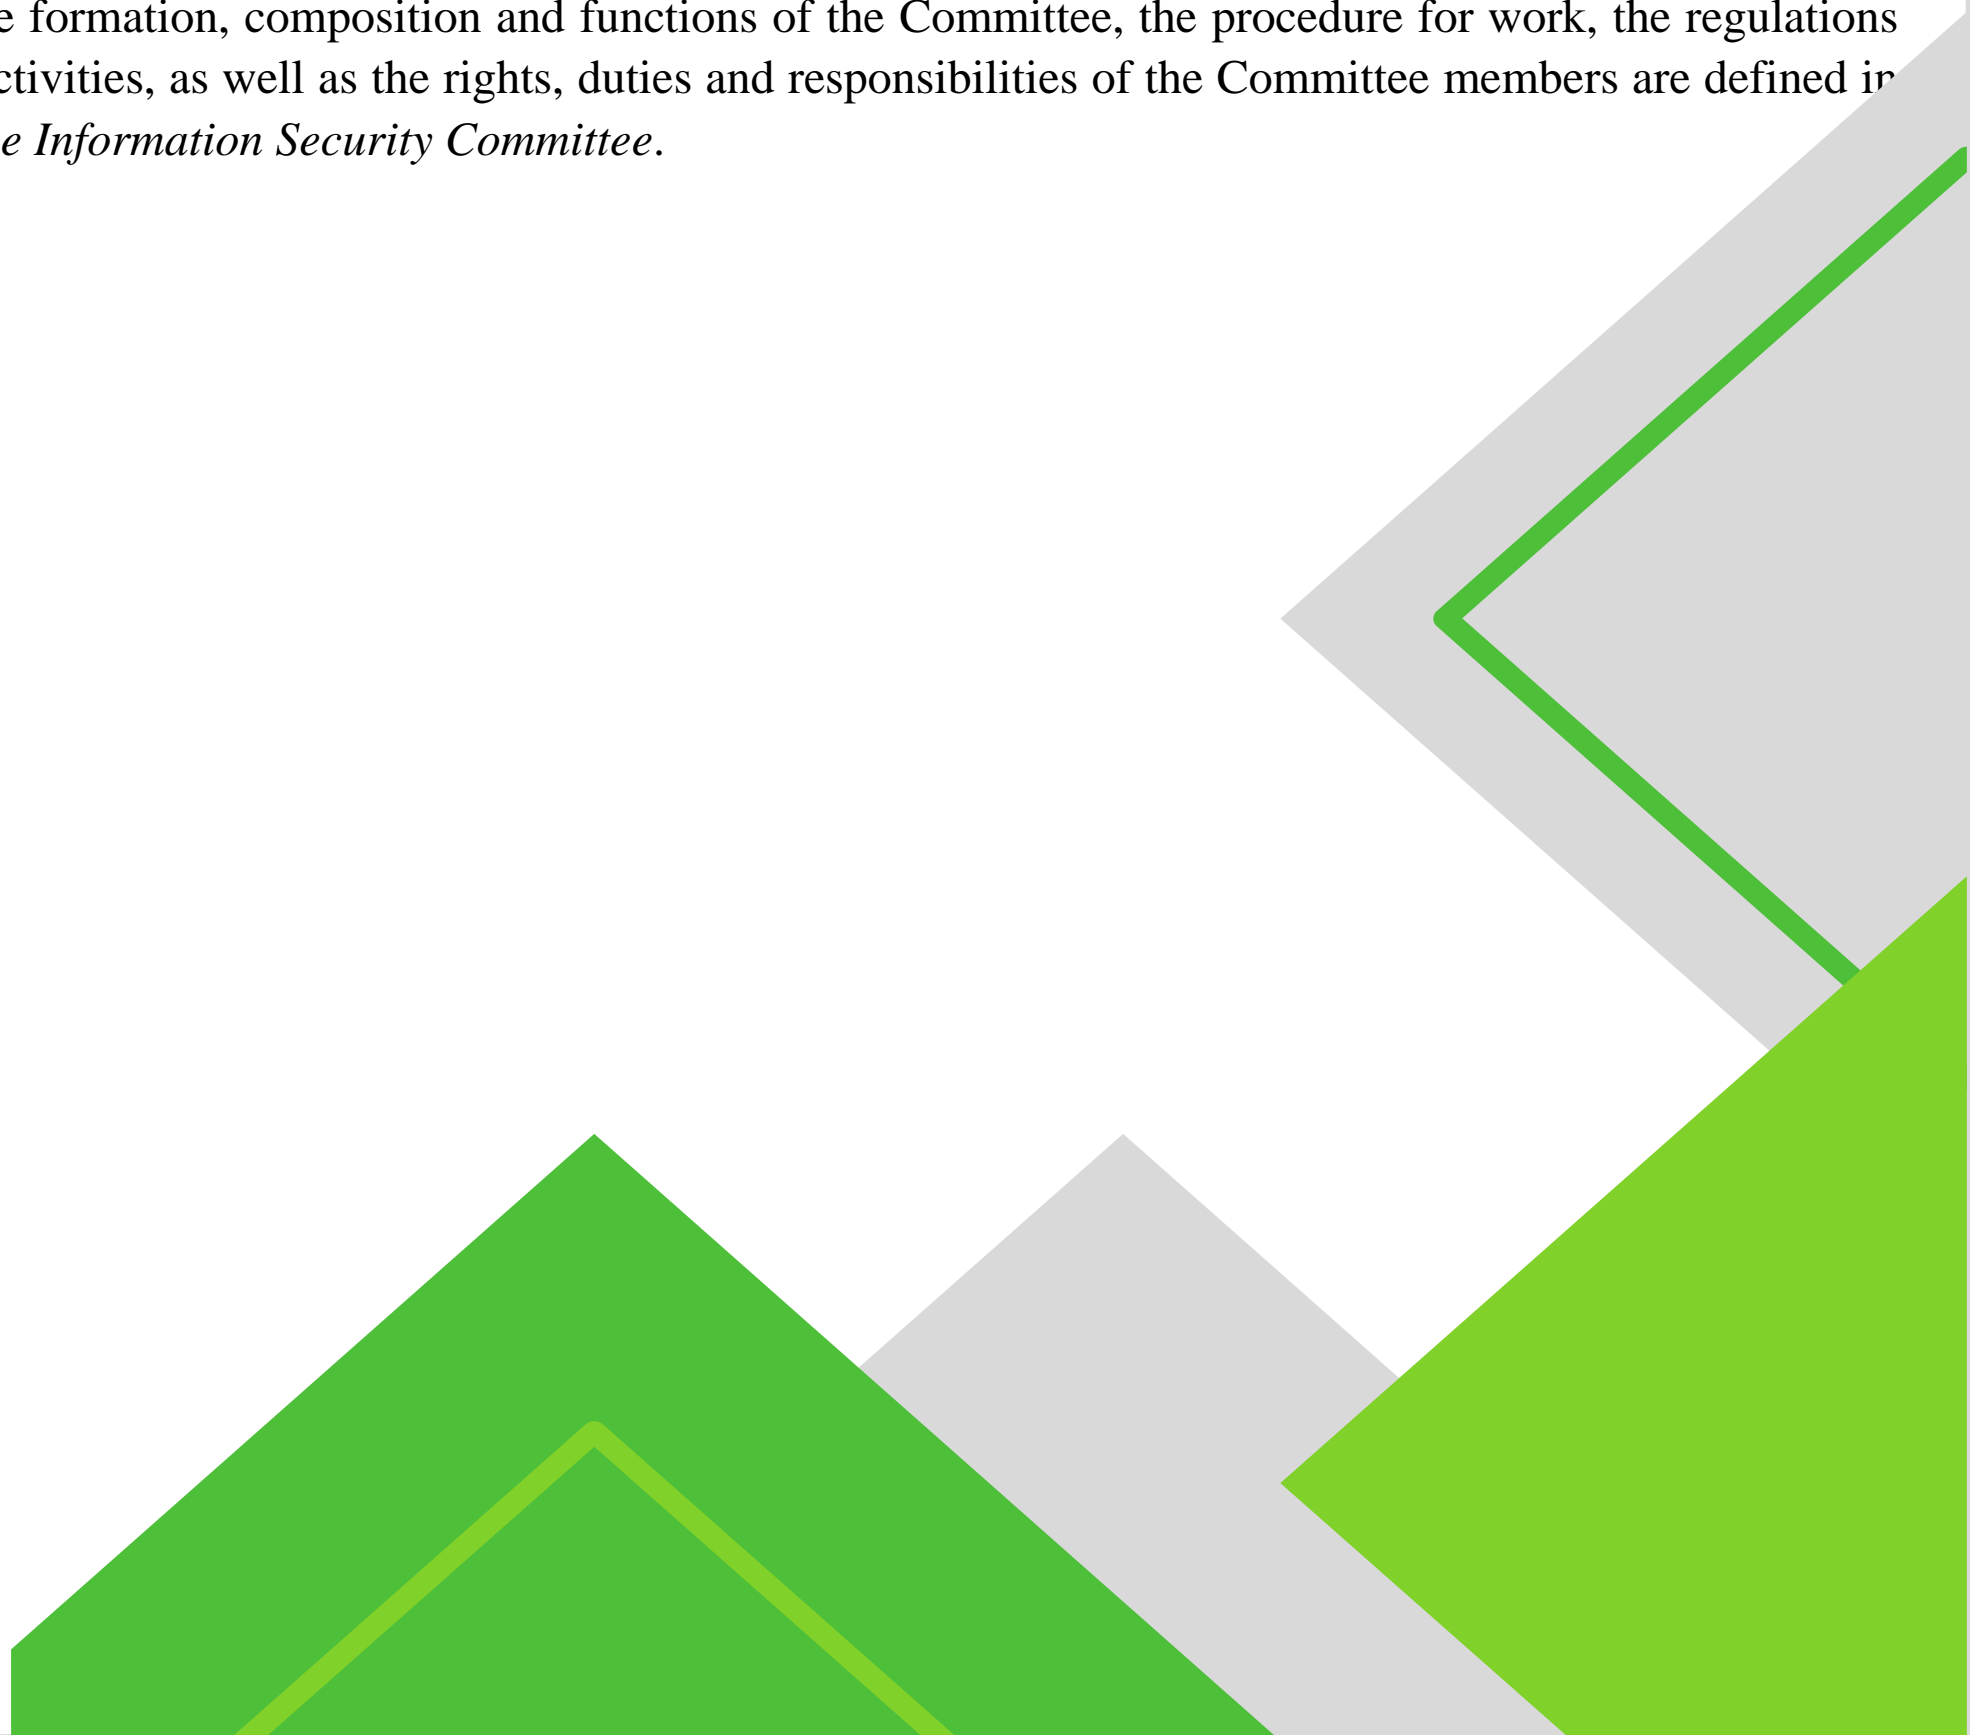 formation, composition and functions of the Committee, the procedure for work, the regulations
as well as the rights, duties and responsibilities of the Committee members are defined in
Information Security Committee.